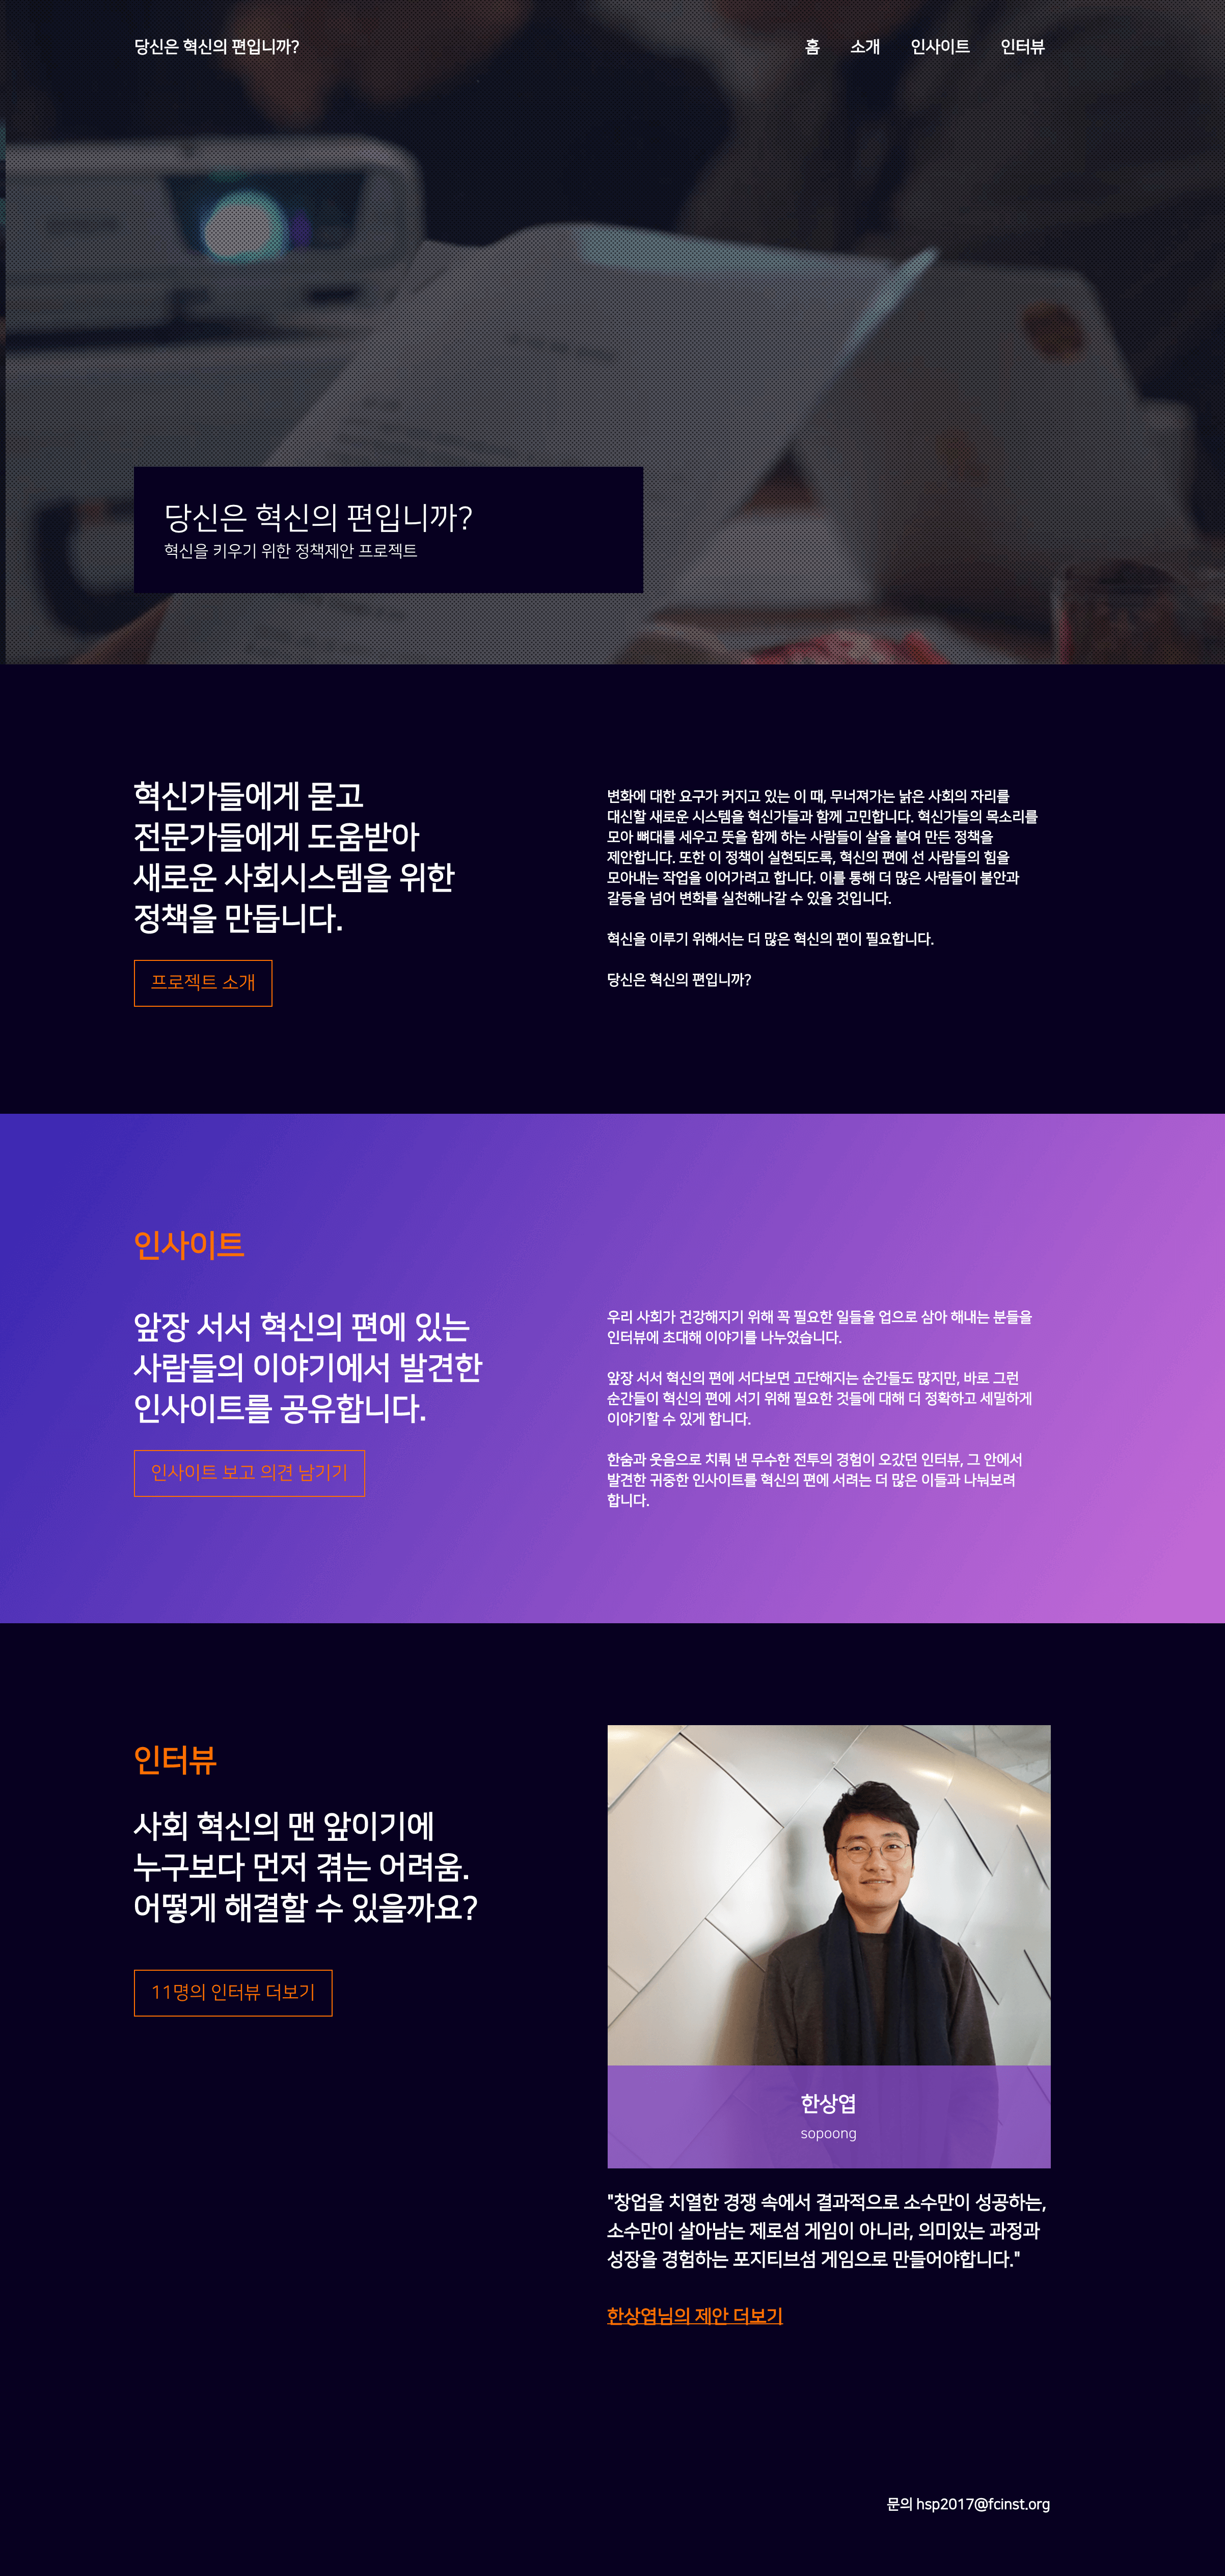 당신은 혁신의 편입니까?
홈 소개 인사이트 인터뷰
당신은 혁신의 편입니까?
혁신을 키우기 위한 정책제안 프로젝트
혁신가들에게 묻고
전문가들에게 도움받아
새로운 사회시스템을 위한
정책을 만듭니다.
프로젝트 소개
변화에 대한 요구가 커지고 있는 이 때, 무너져가는 낡은 사회의 자리를
대신할 새로운 시스템을 혁신가들과 함께 고민합니다. 혁신가들의 목소리를
모아 뼈대를 세우고 뜻을 함께 하는 사람들이 살을 붙여 만든 정책을
제안합니다. 또한 이 정책이 실현되도록, 혁신의 편에 선 사람들의 힘을
모아내는 작업을 이어가려고 합니다. 이를 통해 더 많은 사람들이 불안과
갈등을 넘어 변화를 실천해나갈 수 있을 것입니다.
혁신을 이루기 위해서는 더 많은 혁신의 편이 필요합니다.
당신은 혁신의 편입니까?
인사이트
앞장 서서 혁신의 편에 있는
사람들의 이야기에서 발견한
인사이트를 공유합니다.
인사이트 보고 의견 남기기
우리 사회가 건강해지기 위해 꼭 필요한 일들을 업으로 삼아 해내는 분들을
인터뷰에 초대해 이야기를 나누었습니다.
앞장 서서 혁신의 편에 서다보면 고단해지는 순간들도 많지만, 바로 그런
순간들이 혁신의 편에 서기 위해 필요한 것들에 대해 더 정확하고 세밀하게
이야기할 수 있게 합니다.
한숨과 웃음으로 치뤄 낸 무수한 전투의 경험이 오갔던 인터뷰, 그 안에서
발견한 귀중한 인사이트를 혁신의 편에 서려는 더 많은 이들과 나눠보려
합니다.
인터뷰
사회 혁신의 맨 앞이기에
누구보다 먼저 겪는 어려움.
어떻게 해결할 수 있을까요?
11명의 인터뷰 더보기
한상엽
sopoong
"창업을 치열한 경쟁 속에서 결과적으로 소수만이 성공하는,
소수만이 살아남는 제로섬 게임이 아니라, 의미있는 과정과
성장을 경험하는 포지티브섬 게임으로 만들어야합니다."
한상엽님의 제안 더보기
문의 hsp2017@fcinst.org